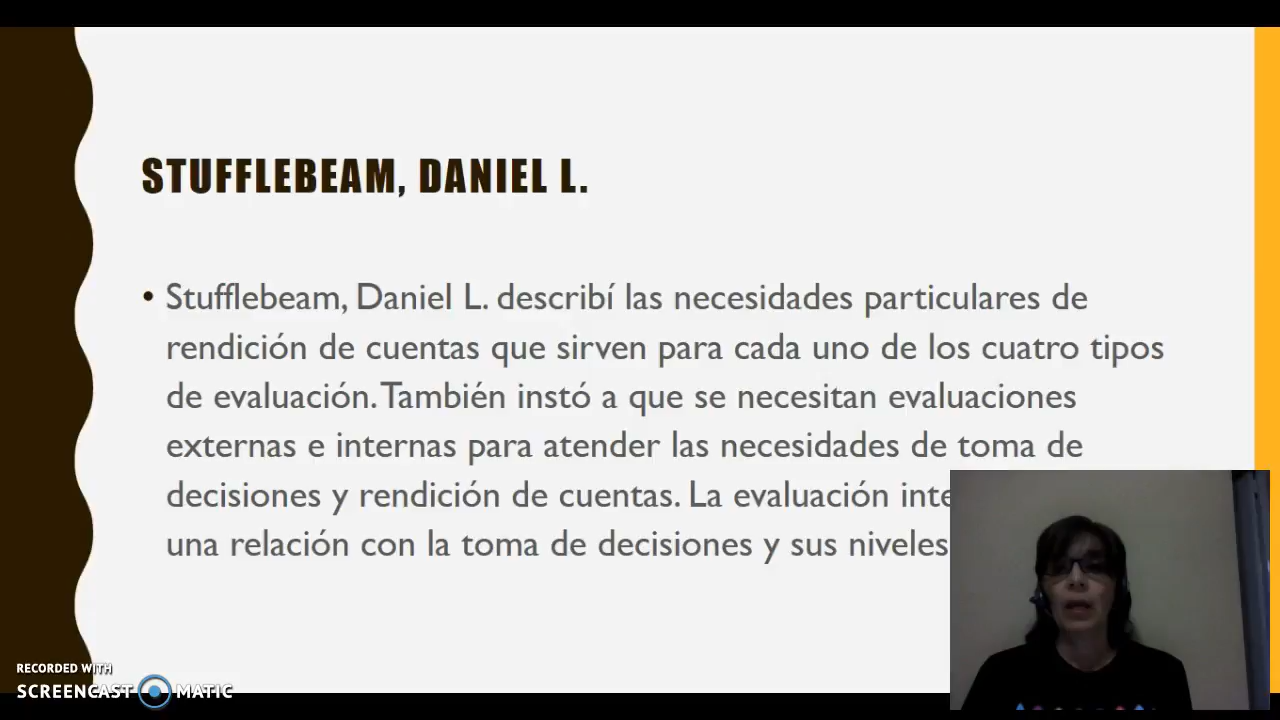 STUFFLEBEAM, DANIEL L.
• Stufflebeam, Daniel L. describí las necesidades particulares de
rendición de cuentas que sirven para cada uno de los cuatro tipos
de evaluación. También instó a que se necesitan evaluaciones
externas e internas para atender las necesidades de toma de
decisiones y rendición de cuentas. La evaluación
una relación con la toma de decisiones y sus niveles
RECORDED WITH
SCREENCAST MATIC